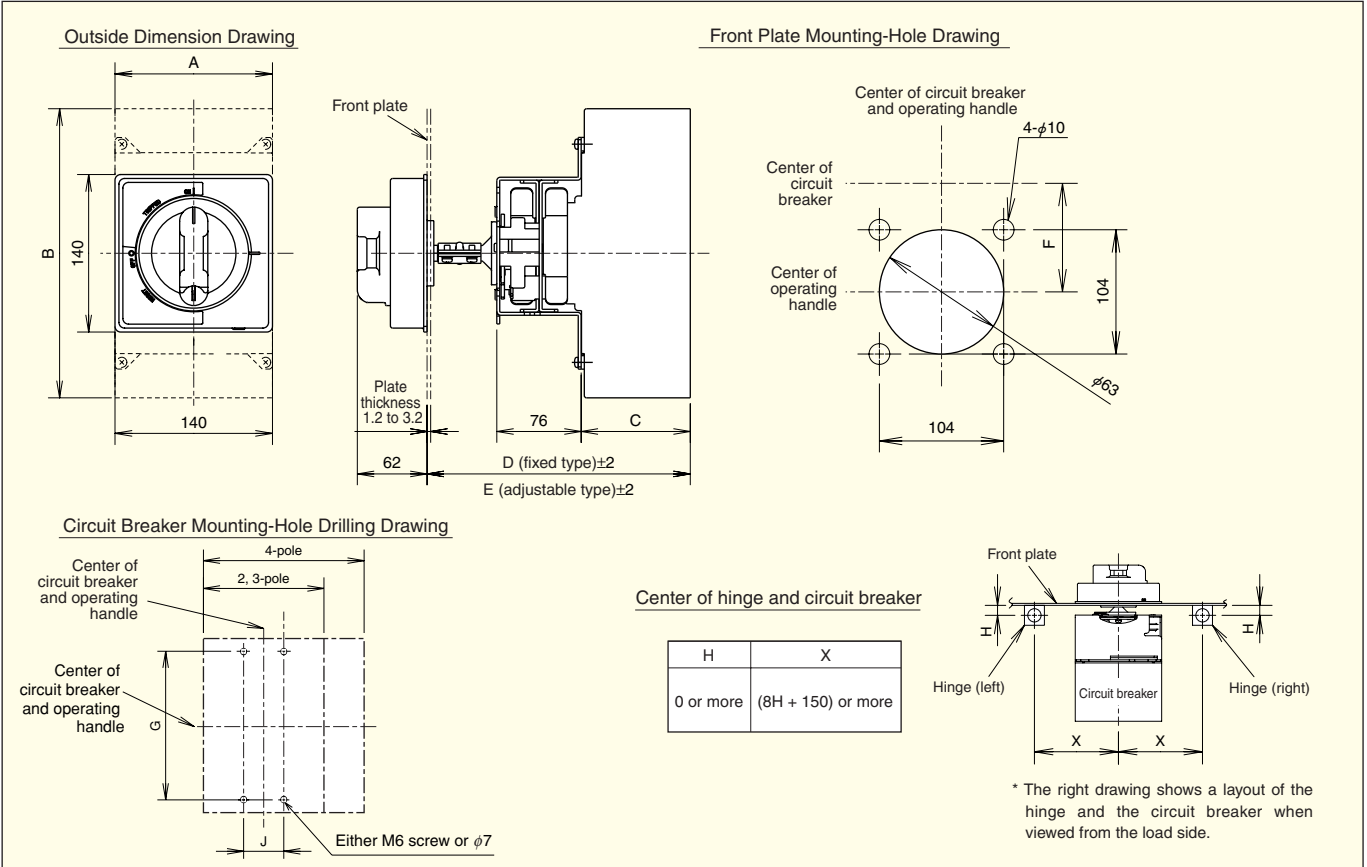 Outside Dimension Drawing
A
B
140
140
Front plate
Plate
thickness
1.2 to 3.2
62
76
C
D (fixed type)±2
E (adjustable type)±2
Front Plate Mounting-Hole Drawing
Center of circuit breaker
and operating handle
4-φ10
Center of
circuit
breaker
Center of
operating
handle
F
104
φ63
104
Circuit Breaker Mounting-Hole Drilling Drawing
4-pole
2, 3-pole
Center of
circuit breaker
and operating
handle
Center of
circuit breaker
and operating
handle
G
J
Either M6 screw or φ7
Center of hinge and circuit breaker
H X
0 or more (8H + 150) or more
Front plate
H
H
Hinge (left)
Circuit breaker
Hinge (right)
X
X
* The right drawing shows a layout of the
hinge and the circuit breaker when
viewed from the load side.